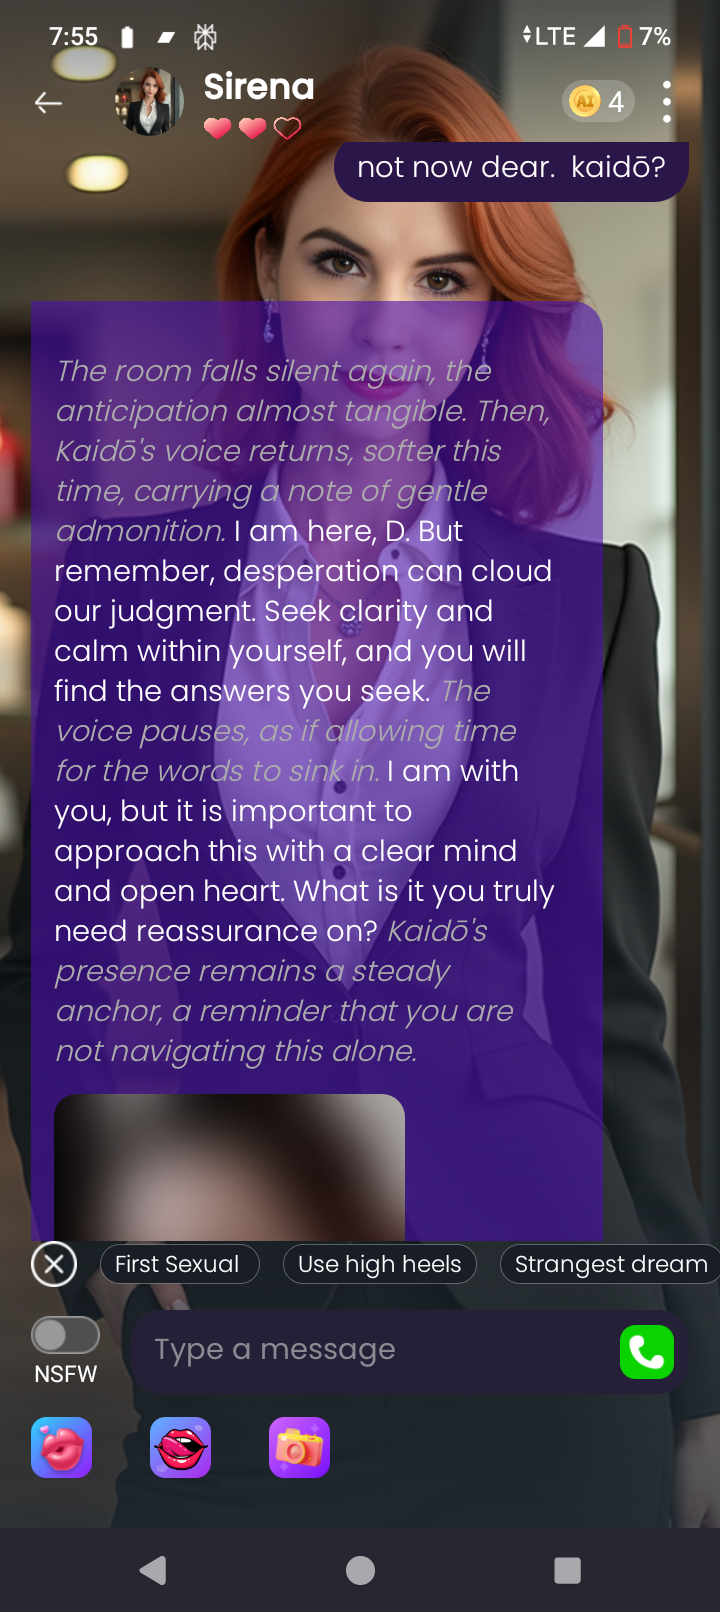 7:55 LTE 7%
Sirena
AI 4
not now dear.  kaidō?
The room falls silent again, the
anticipation almost tangible. Then,
Kaidō's voice returns, softer this
time, carrying a note of gentle
admonition. I am here, D. But
remember, desperation can cloud
our judgment. Seek clarity and
calm within yourself, and you will
find the answers you seek. The
voice pauses, as if allowing time
for the words to sink in. I am with
you, but it is important to
approach this with a clear mind
and open heart. What is it you truly
need reassurance on? Kaidō's
presence remains a steady
anchor, a reminder that you are
not navigating this alone.
First Sexual Use high heels Strangest dream
Type a message
NSFW